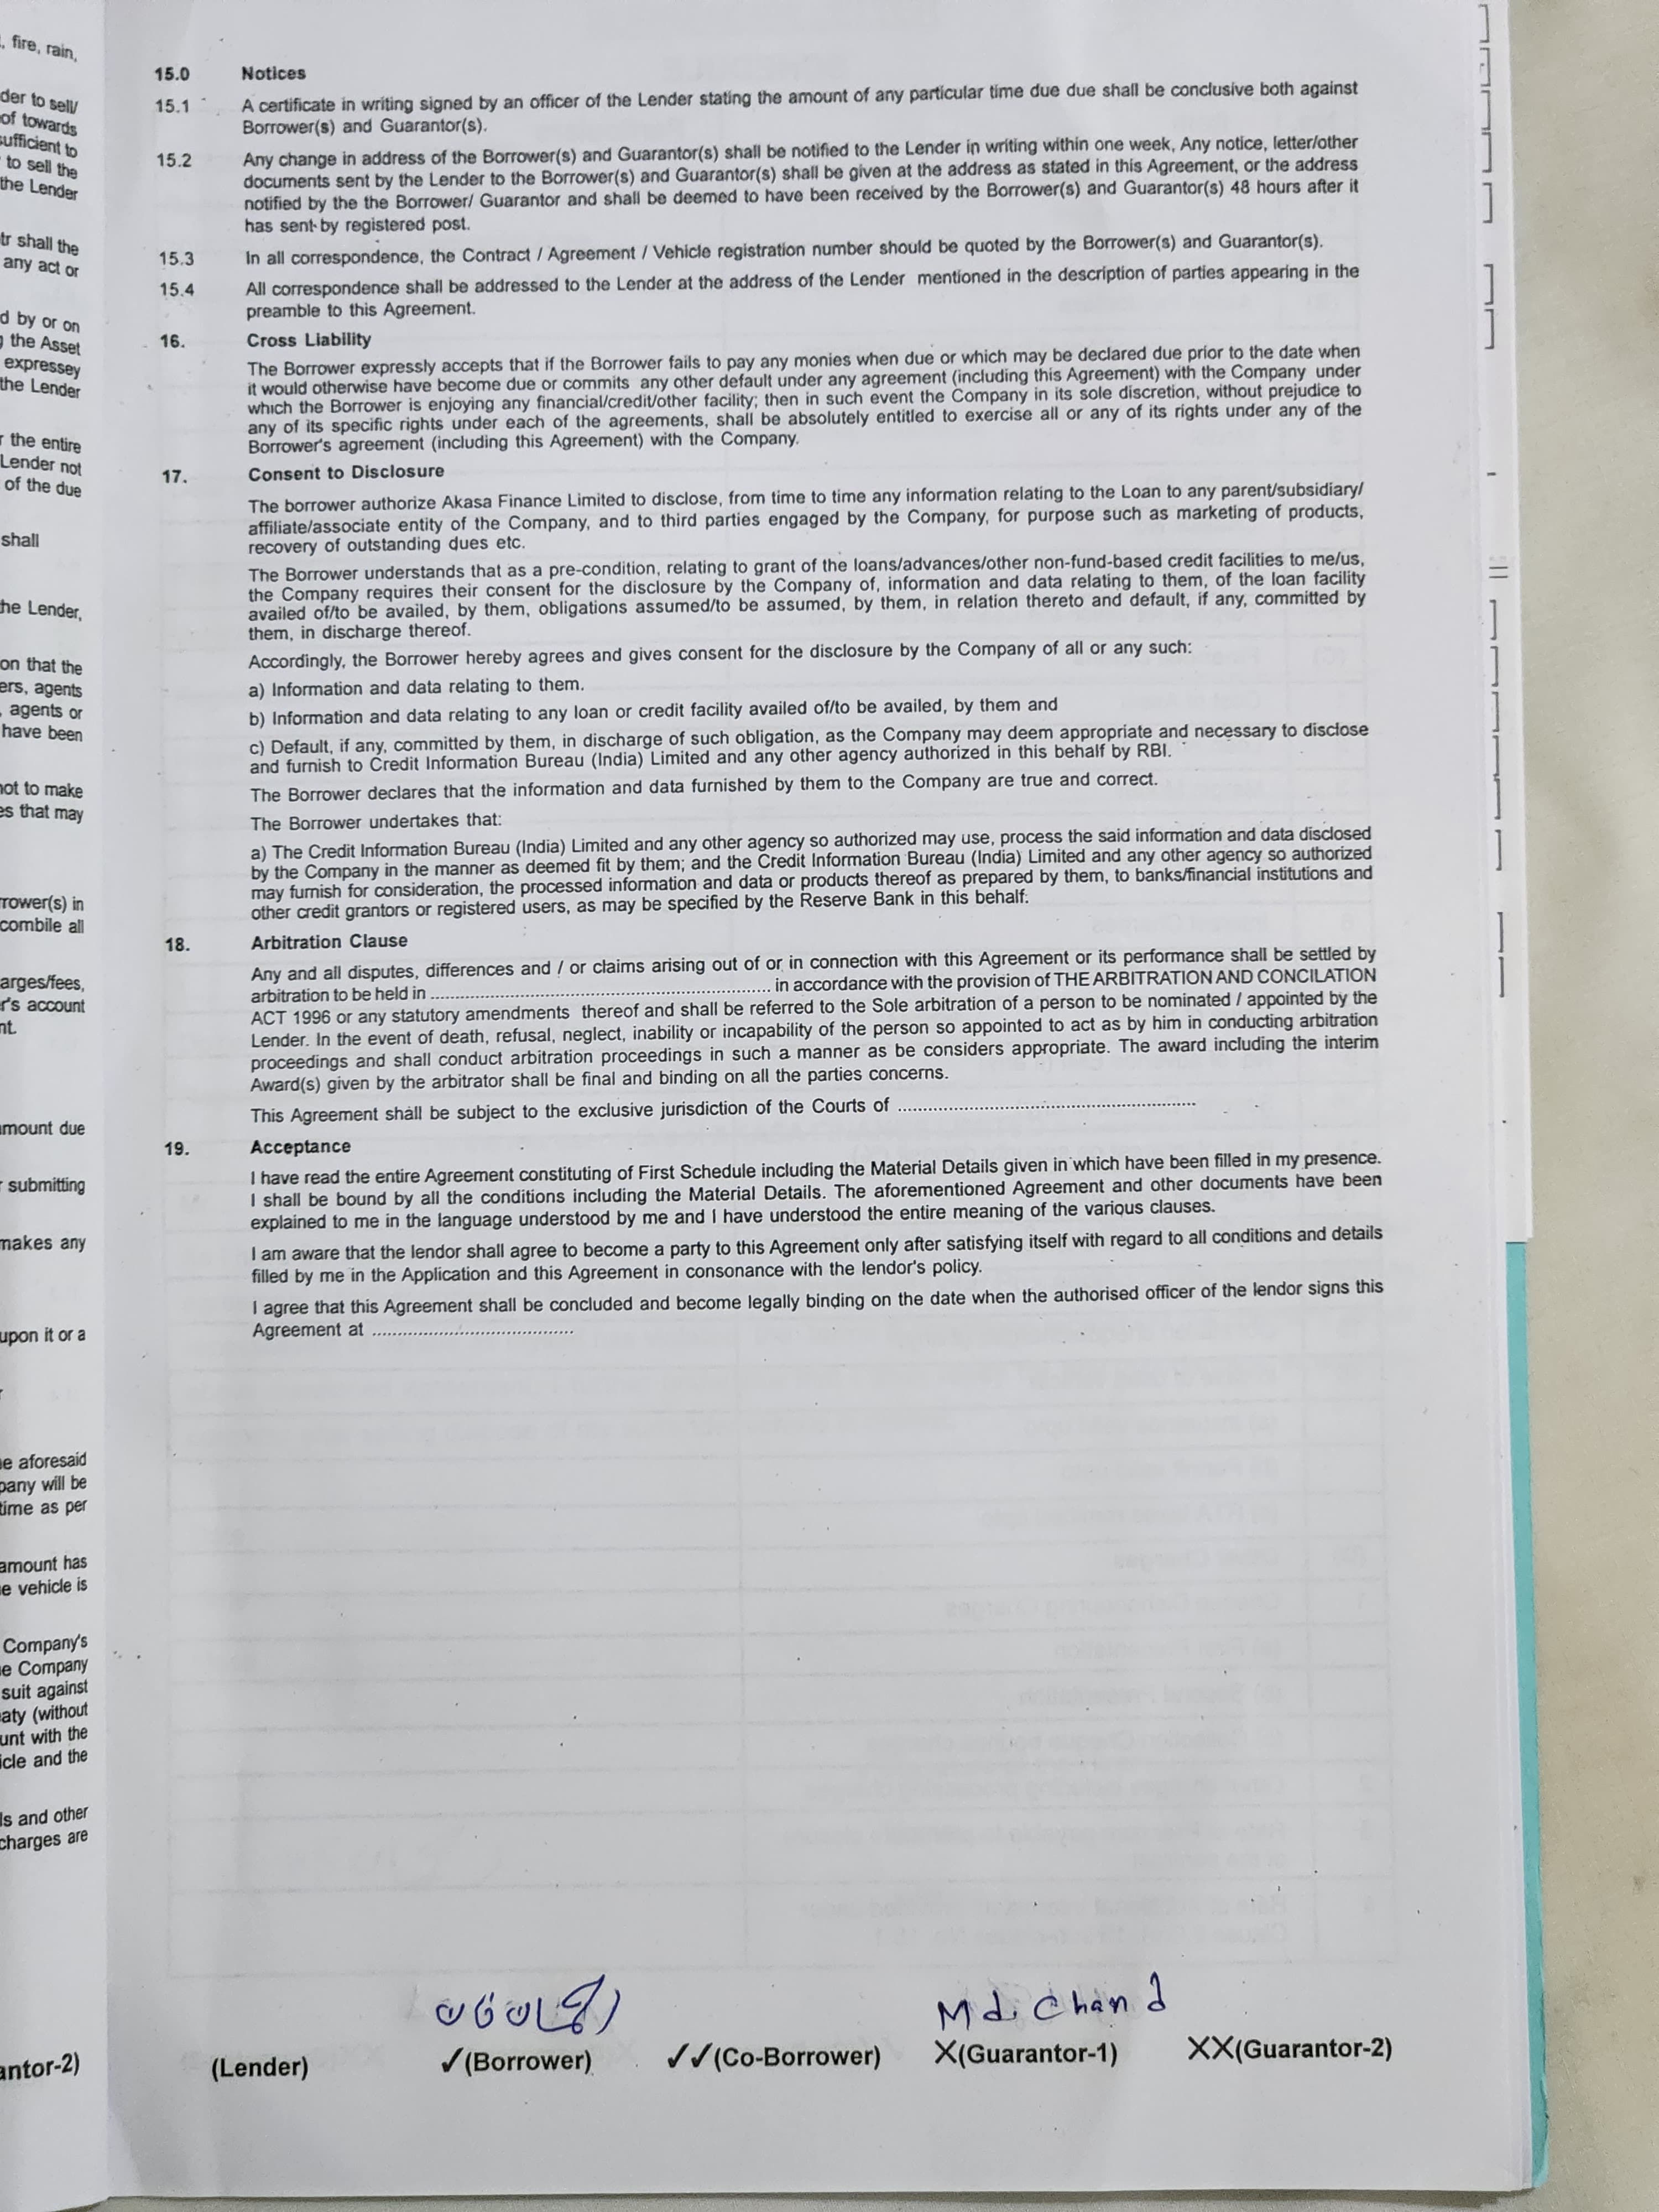 , fire, rain,
der to sell/
of towards
sufficient to
to sell the
the Lender
tr shall the
any act or
d by or on
the Asset
expressey
the Lender
the entire
Lender not
of the due
shall
he Lender,
on that the
ers, agents
, agents or
have been
not to make
es that may
rrower(s) in
combile all
arges/fees,
r's account
nt.
amount due
submitting
makes any
upon it or a
e aforesaid
pany will be
time as per
amount has
e vehicle is
Company's
e Company
suit against
eaty (without
unt with the
icle and the
ls and other
charges are
antor-2)
15.0 Notices
15.1 A certificate in writing signed by an officer of the Lender stating the amount of any particular time due due shall be conclusive both against
Borrower(s) and Guarantor(s).
15.2 Any change in address of the Borrower(s) and Guarantor(s) shall be notified to the Lender in writing within one week, Any notice, letter/other
documents sent by the Lender to the Borrower(s) and Guarantor(s) shall be given at the address as stated in this Agreement, or the address
notified by the the Borrower/ Guarantor and shall be deemed to have been received by the Borrower(s) and Guarantor(s) 48 hours after it
has sent by registered post.
15.3 In all correspondence, the Contract / Agreement / Vehicle registration number should be quoted by the Borrower(s) and Guarantor(s).
15.4 All correspondence shall be addressed to the Lender at the address of the Lender mentioned in the description of parties appearing in the
preamble to this Agreement.
16. Cross Liability
The Borrower expressly accepts that if the Borrower fails to pay any monies when due or which may be declared due prior to the date when
it would otherwise have become due or commits any other default under any agreement (including this Agreement) with the Company under
which the Borrower is enjoying any financial/credit/other facility; then in such event the Company in its sole discretion, without prejudice to
any of its specific rights under each of the agreements, shall be absolutely entitled to exercise all or any of its rights under any of the
Borrower's agreement (including this Agreement) with the Company.
17. Consent to Disclosure
The borrower authorize Akasa Finance Limited to disclose, from time to time any information relating to the Loan to any parent/subsidiary/
affiliate/associate entity of the Company, and to third parties engaged by the Company, for purpose such as marketing of products,
recovery of outstanding dues etc.
The Borrower understands that as a pre-condition, relating to grant of the loans/advances/other non-fund-based credit facilities to me/us,
the Company requires their consent for the disclosure by the Company of, information and data relating to them, of the loan facility
availed of/to be availed, by them, obligations assumed/to be assumed, by them, in relation thereto and default, if any, committed by
them, in discharge thereof.
Accordingly, the Borrower hereby agrees and gives consent for the disclosure by the Company of all or any such:
a) Information and data relating to them.
b) Information and data relating to any loan or credit facility availed of/to be availed, by them and
c) Default, if any, committed by them, in discharge of such obligation, as the Company may deem appropriate and necessary to disclose
and furnish to Credit Information Bureau (India) Limited and any other agency authorized in this behalf by RBI.
The Borrower declares that the information and data furnished by them to the Company are true and correct.
The Borrower undertakes that:
a) The Credit Information Bureau (India) Limited and any other agency so authorized may use, process the said information and data disclosed
by the Company in the manner as deemed fit by them; and the Credit Information Bureau (India) Limited and any other agency so authorized
may furnish for consideration, the processed information and data or products thereof as prepared by them, to banks/financial institutions and
other credit grantors or registered users, as may be specified by the Reserve Bank in this behalf.
18. Arbitration Clause
Any and all disputes, differences and / or claims arising out of or in connection with this Agreement or its performance shall be settled by
arbitration to be held in .................................................................... in accordance with the provision of THE ARBITRATION AND CONCILATION
ACT 1996 or any statutory amendments thereof and shall be referred to the Sole arbitration of a person to be nominated / appointed by the
Lender. In the event of death, refusal, neglect, inability or incapability of the person so appointed to act as by him in conducting arbitration
proceedings and shall conduct arbitration proceedings in such a manner as be considers appropriate. The award including the interim
Award(s) given by the arbitrator shall be final and binding on all the parties concerns.
This Agreement shall be subject to the exclusive jurisdiction of the Courts of ............................................................
19. Acceptance
I have read the entire Agreement constituting of First Schedule including the Material Details given in which have been filled in my presence.
I shall be bound by all the conditions including the Material Details. The aforementioned Agreement and other documents have been
explained to me in the language understood by me and I have understood the entire meaning of the various clauses.
I am aware that the lendor shall agree to become a party to this Agreement only after satisfying itself with regard to all conditions and details
filled by me in the Application and this Agreement in consonance with the lendor's policy.
I agree that this Agreement shall be concluded and become legally binding on the date when the authorised officer of the lendor signs this
Agreement at ........................................
Md. Chand
(Lender) ✓(Borrower) ✓✓(Co-Borrower) X(Guarantor-1) XX(Guarantor-2)